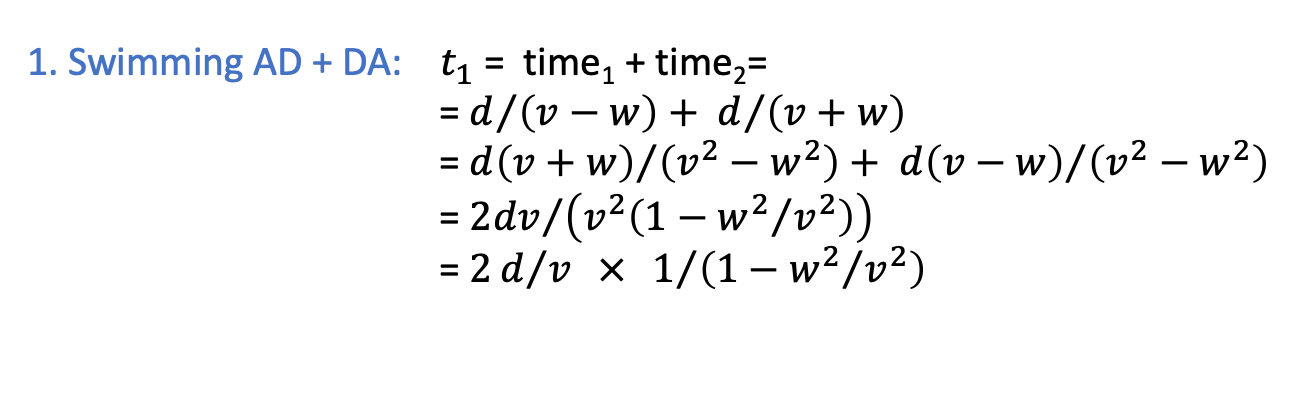 1. Swimming AD + DA: t₁ = time₁ + time₂=
= d/(v − w) + d/(v + w)
= d(v + w)/(v² − w²) + d(v − w)/(v² − w²)
= 2dv/(v²(1 − w²/v²))
= 2 d/v × 1/(1 − w²/v²)